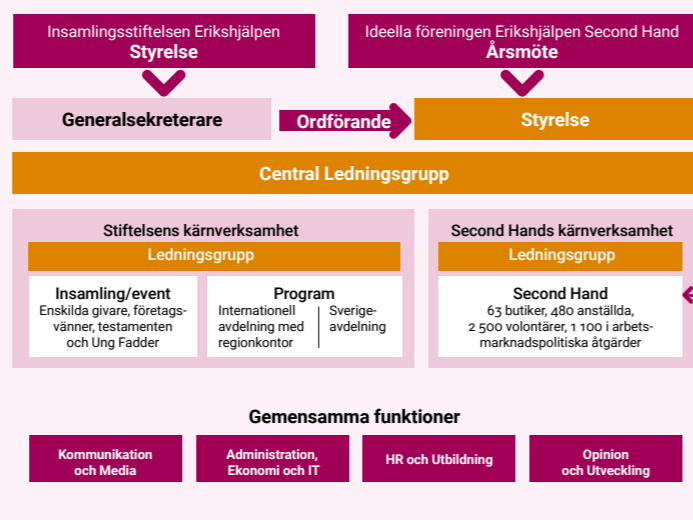 Insamlingsstiftelsen Erikshjälpen
Styrelse
Ideella föreningen Erikshjälpen Second Hand
Årsmöte
Generalsekreterare
Ordförande
Styrelse
Central Ledningsgrupp
Stiftelsens kärnverksamhet
Ledningsgrupp
Insamling/event
Enskilda givare, företags-
vänner, testamenten
och Ung Fadder
Program
Internationell
avdelning med
regionkontor
Sverige-
avdelning
Second Hands kärnverksamhet
Ledningsgrupp
Second Hand
63 butiker, 480 anställda,
2 500 volontärer, 1 100 i arbets-
marknadspolitiska åtgärder
Gemensamma funktioner
Kommunikation
och Media
Administration,
Ekonomi och IT
HR och Utbildning
Opinion
och Utveckling